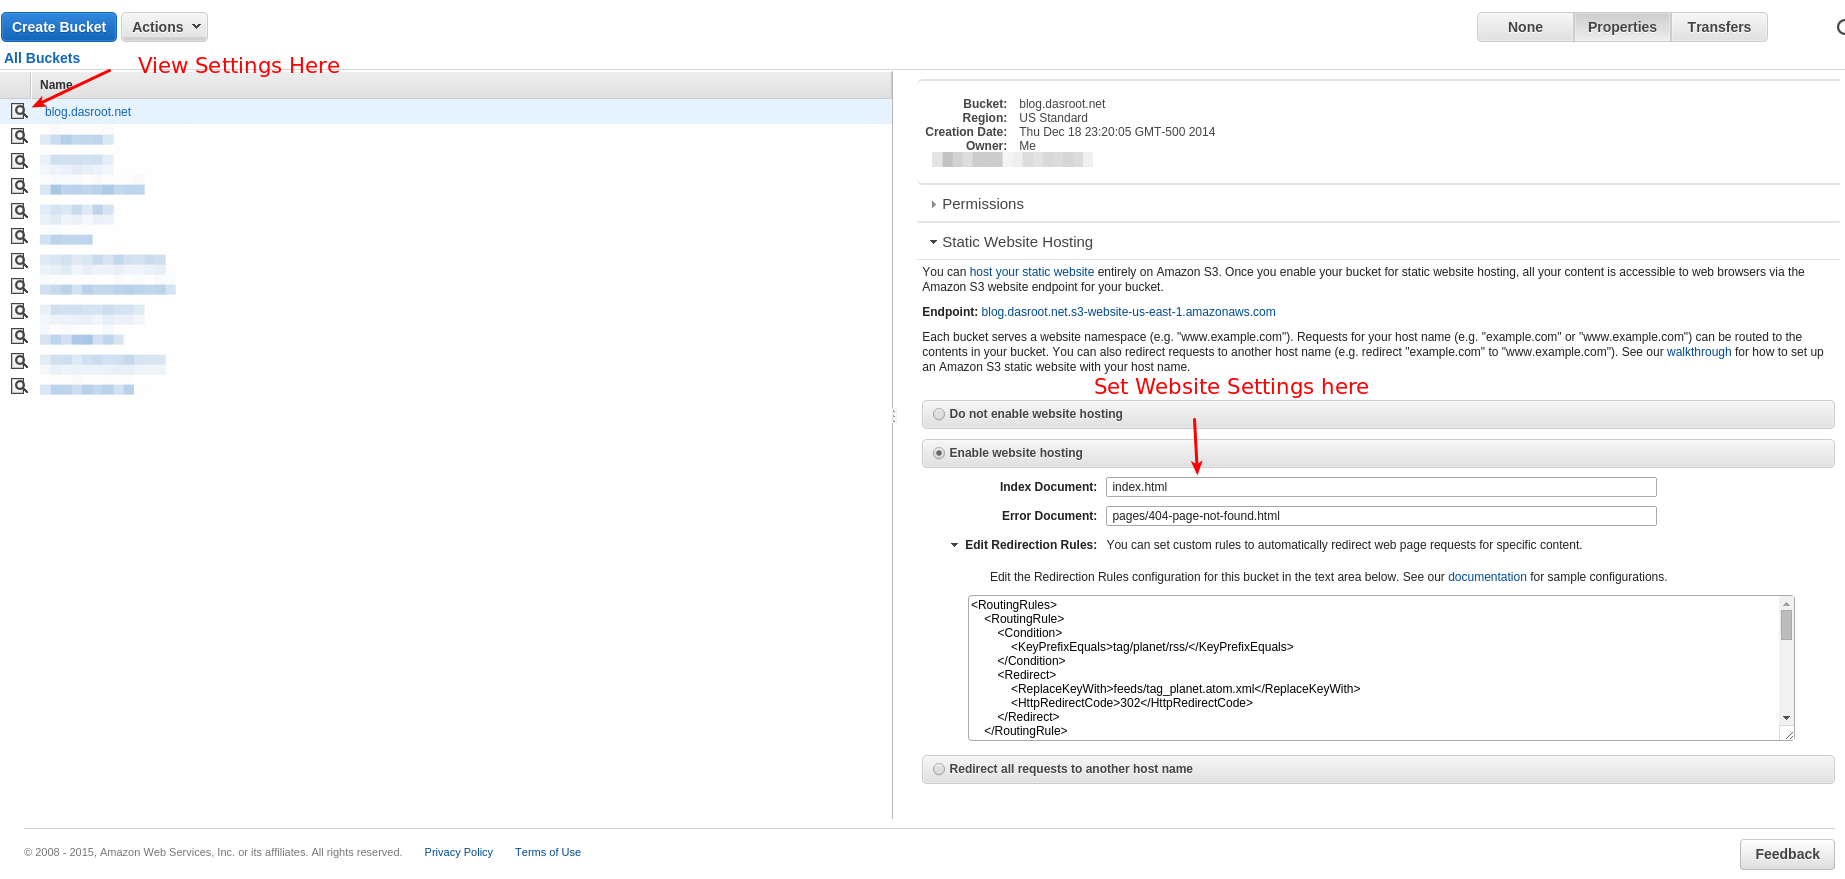 Create Bucket Actions None Properties Transfers
All Buckets
View Settings Here
Name
blog.dasroot.net
Bucket: blog.dasroot.net
Region: US Standard
Creation Date: Thu Dec 18 23:20:05 GMT-500 2014
Owner: Me
Permissions
Static Website Hosting
You can host your static website entirely on Amazon S3. Once you enable your bucket for static website hosting, all your content is accessible to web browsers via the
Amazon S3 website endpoint for your bucket.
Endpoint: blog.dasroot.net.s3-website-us-east-1.amazonaws.com
Each bucket serves a website namespace (e.g. "www.example.com"). Requests for your host name (e.g. "example.com" or "www.example.com") can be routed to the
contents in your bucket. You can also redirect requests to another host name (e.g. redirect "example.com" to "www.example.com"). See our walkthrough for how to set up
an Amazon S3 static website with your host name.
Set Website Settings here
Do not enable website hosting
Enable website hosting
Index Document: index.html
Error Document: pages/404-page-not-found.html
Edit Redirection Rules: You can set custom rules to automatically redirect web page requests for specific content.
Edit the Redirection Rules configuration for this bucket in the text area below. See our documentation for sample configurations.
<RoutingRules>
<RoutingRule>
<Condition>
<KeyPrefixEquals>tag/planet/rss/</KeyPrefixEquals>
</Condition>
<Redirect>
<ReplaceKeyWith>feeds/tag_planet.atom.xml</ReplaceKeyWith>
<HttpRedirectCode>302</HttpRedirectCode>
</Redirect>
</RoutingRule>
Redirect all requests to another host name
© 2008 - 2015, Amazon Web Services, Inc. or its affiliates. All rights reserved. Privacy Policy Terms of Use
Feedback